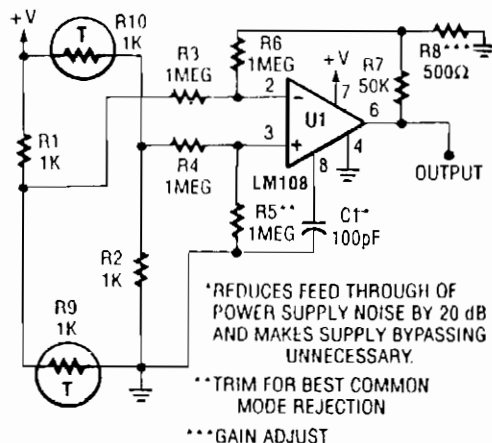 R10
1K
+V
T
R3
1MEG
R6
1MEG
R8***
500Ω
R7
50K
+V
2
7
R1
1K
U1
6
3
4
R4
1MEG
LM108
8
OUTPUT
R5**
1MEG
C1*
100pF
R2
1K
R9
1K
T
*REDUCES FEED THROUGH OF
POWER SUPPLY NOISE BY 20 dB
AND MAKES SUPPLY BYPASSING
UNNECESSARY.
**TRIM FOR BEST COMMON
MODE REJECTION
***GAIN ADJUST